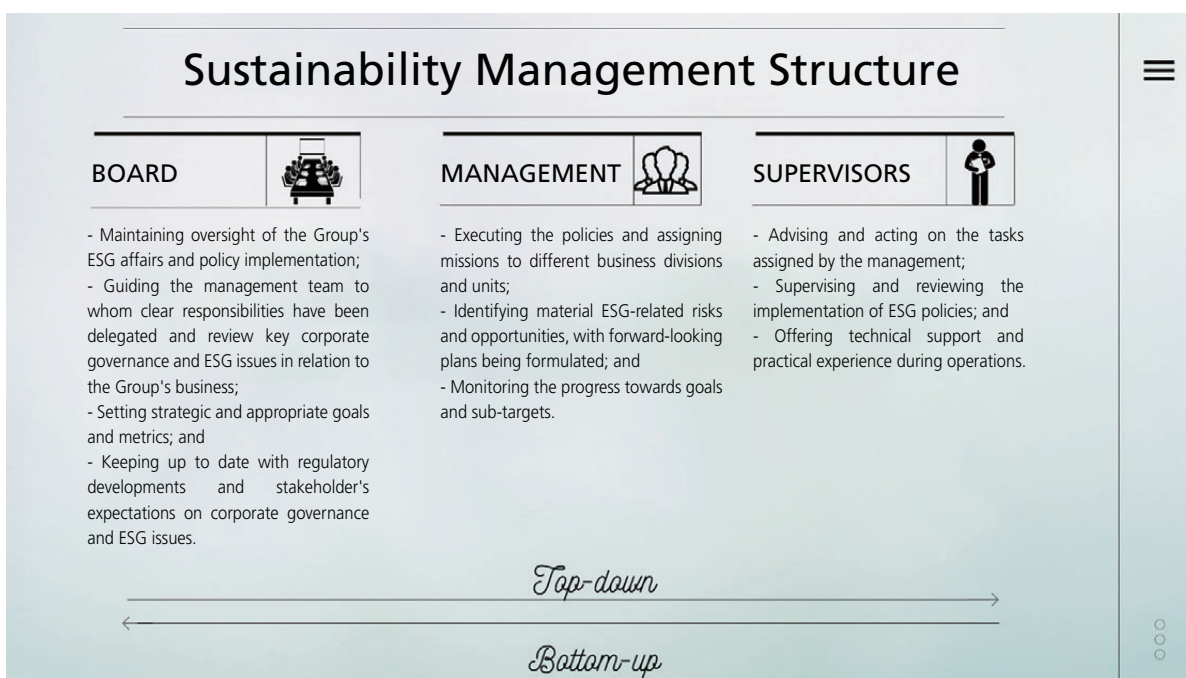 Sustainability Management Structure
BOARD
- Maintaining oversight of the Group's
ESG affairs and policy implementation;
- Guiding the management team to
whom clear responsibilities have been
delegated and review key corporate
governance and ESG issues in relation to
the Group's business;
- Setting strategic and appropriate goals
and metrics; and
- Keeping up to date with regulatory
developments and stakeholder's
expectations on corporate governance
and ESG issues.
MANAGEMENT
- Executing the policies and assigning
missions to different business divisions
and units;
- Identifying material ESG-related risks
and opportunities, with forward-looking
plans being formulated; and
- Monitoring the progress towards goals
and sub-targets.
SUPERVISORS
- Advising and acting on the tasks
assigned by the management;
- Supervising and reviewing the
implementation of ESG policies; and
- Offering technical support and
practical experience during operations.
Top-down
Bottom-up